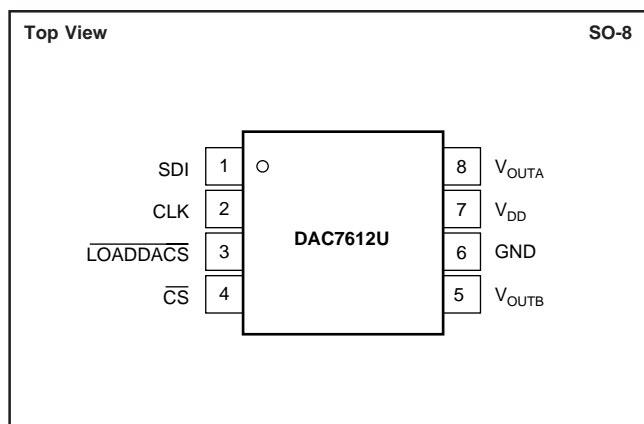 Top View SO-8
SDI 1 8 VOUTA
CLK 2 7 VDD
DAC7612U
LOADDACS 3 6 GND
CS 4 5 VOUTB